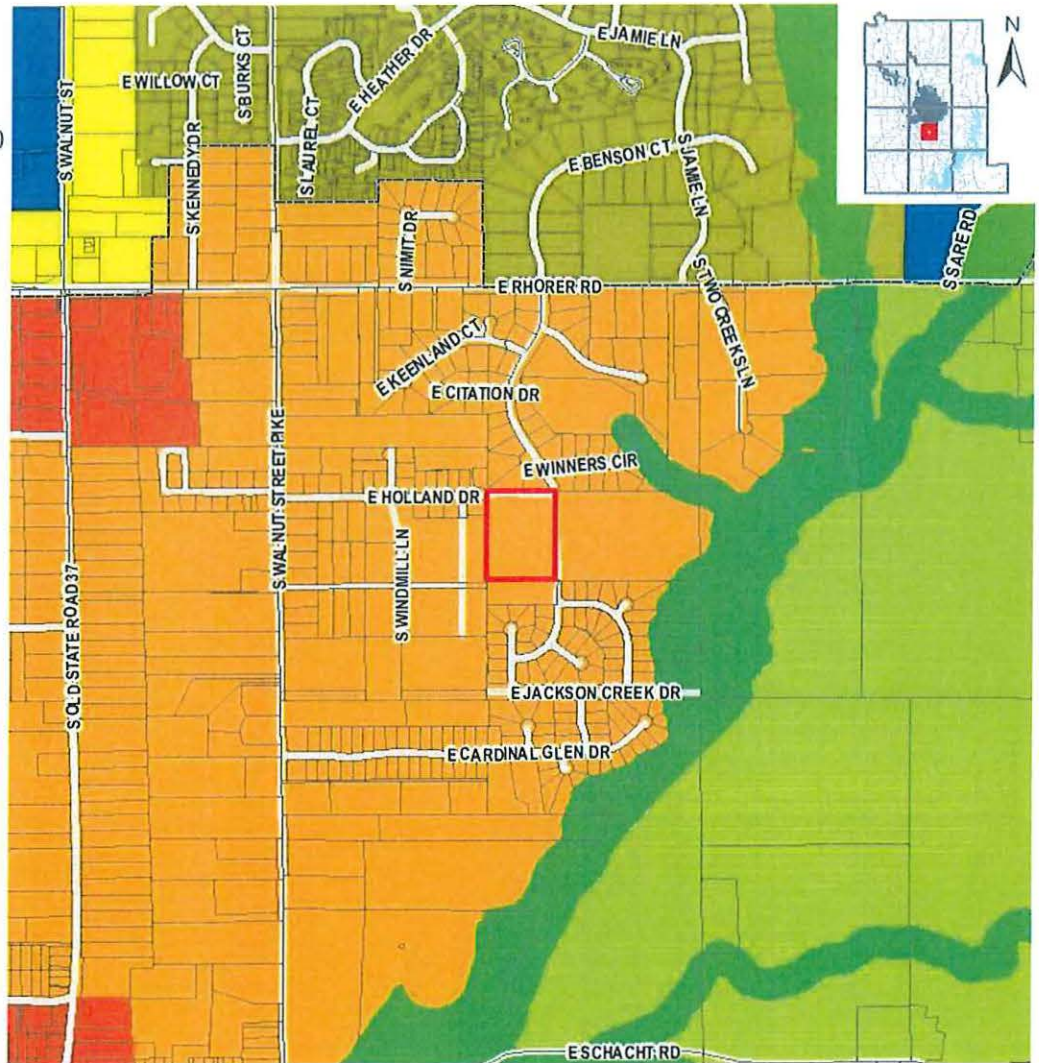 N
E JAMIE LN
E HEATHER DR
E WILLOW CT
S BURKS CT
S WALNUT ST
S LAUREL CT
S KENNEDY DR
E BENSON CT
S JAMIE LN
S NIMIT DR
S SARE RD
E RHORER RD
S TWO CREEKS LN
E KEENLAND CT
E CITATION DR
S WALNUT STREET PIKE
E WINNERS CIR
E HOLLAND DR
S WINDMILL LN
S OLD STATE ROAD 37
E JACKSON CREEK DR
E CARDINAL GLEN DR
E SCHACHT RD
)